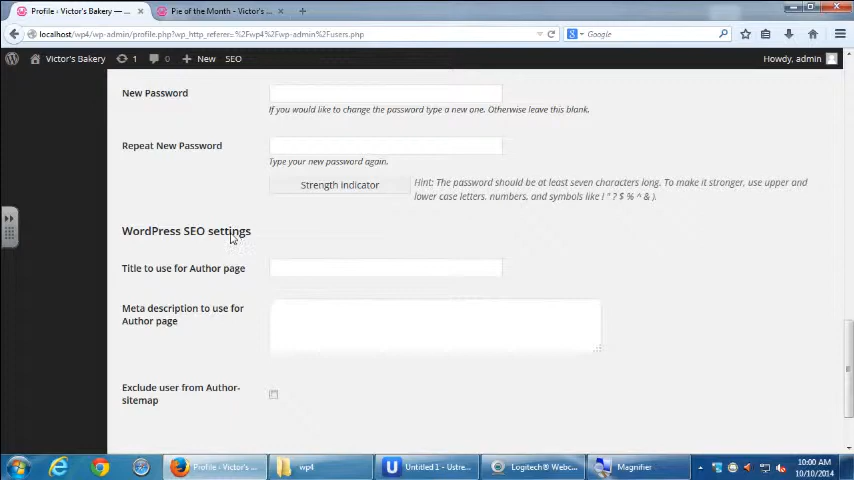 Profile ‹ Victor's Bakery — ...
Pie of the Month - Victor's ...
localhost/wp4/wp-admin/profile.php?wp_http_referer=%2Fwp4%2Fwp-admin%2Fusers.php
Google
Victor's Bakery
1
0
New
SEO
Howdy, admin
New Password
If you would like to change the password type a new one. Otherwise leave this blank.
Repeat New Password
Type your new password again.
Strength indicator
Hint: The password should be at least seven characters long. To make it stronger, use upper and
lower case letters, numbers, and symbols like ! " ? $ % ^ & ).
WordPress SEO settings
Title to use for Author page
Meta description to use for
Author page
Exclude user from Author-
sitemap
Profile ‹ Victor's ...
wp4
Untitled 1 - Ustre...
Logitech® Webc...
Magnifier
10:00 AM
10/10/2014